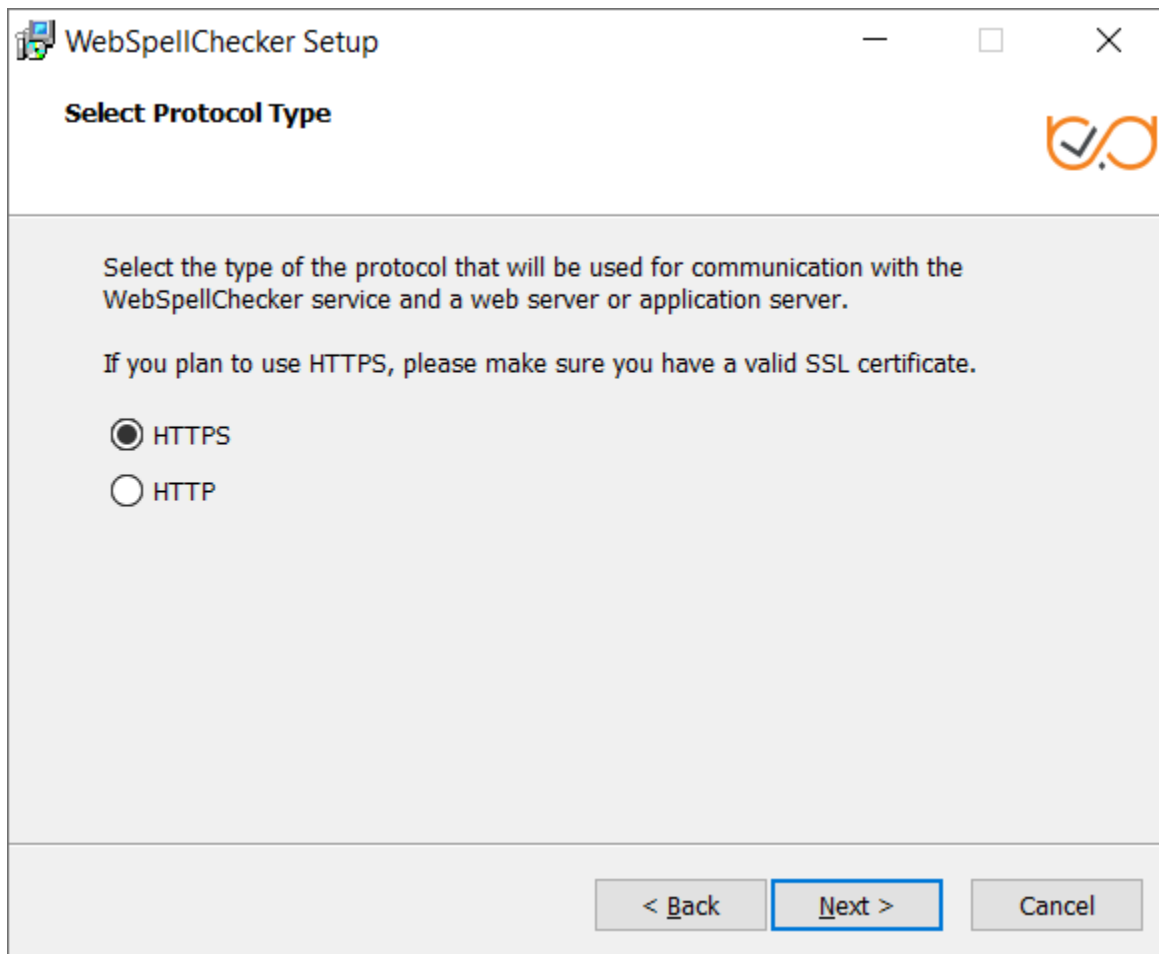 WebSpellChecker Setup
Select Protocol Type
Select the type of the protocol that will be used for communication with the
WebSpellChecker service and a web server or application server.
If you plan to use HTTPS, please make sure you have a valid SSL certificate.
HTTPS
HTTP
< Back Next > Cancel